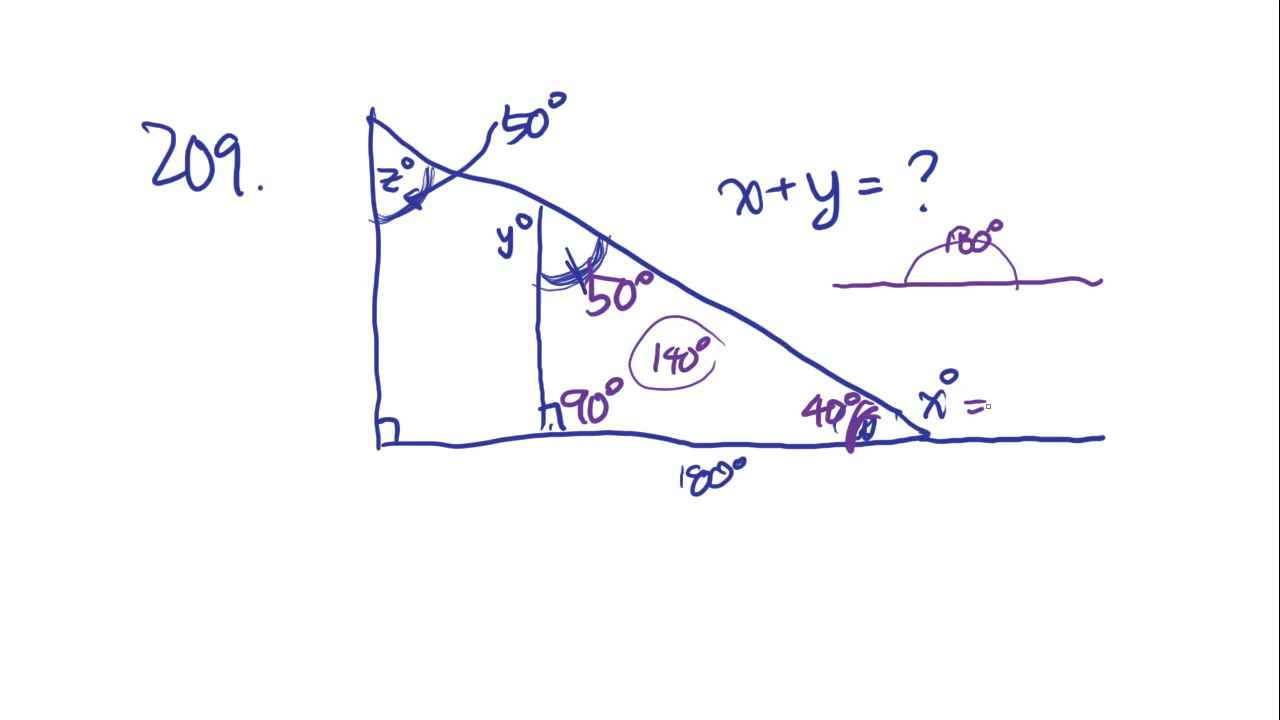 209.
50°
z°
x + y = ?
180°
y°
50°
140°
90°
40°
x° =
180°